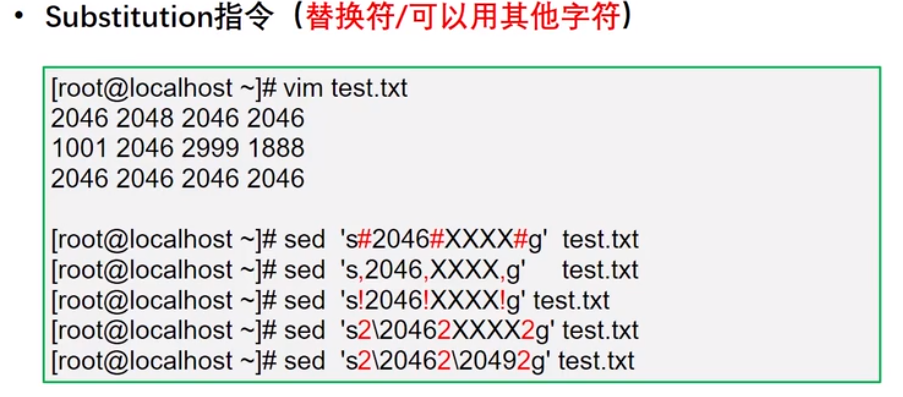 • Substitution指令（替换符/可以用其他字符）
[root@localhost ~]# vim test.txt
2046 2048 2046 2046
1001 2046 2999 1888
2046 2046 2046 2046
[root@localhost ~]# sed 's#2046#XXXX#g' test.txt
[root@localhost ~]# sed 's,2046,XXXX,g' test.txt
[root@localhost ~]# sed 's!2046!XXXX!g' test.txt
[root@localhost ~]# sed 's2\20462XXXX2g' test.txt
[root@localhost ~]# sed 's2\20462\20492g' test.txt